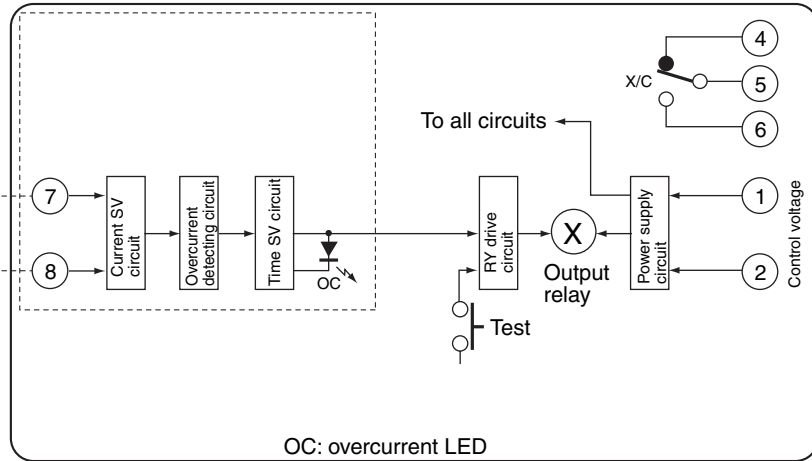 4
X/C
5
6
To all circuits
7
8
Current SV
circuit
Overcurrent
detecting circuit
Time SV circuit
OC
RY drive
circuit
X
Output
relay
Power supply
circuit
1
2
Control voltage
Test
OC: overcurrent LED